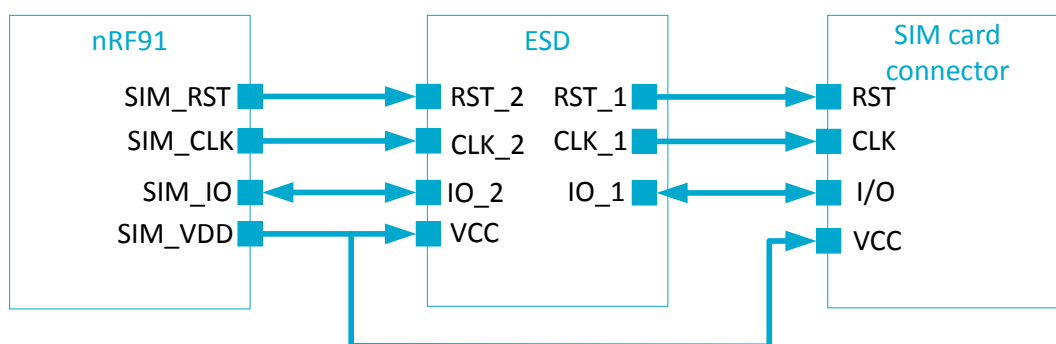 nRF91
SIM_RST
SIM_CLK
SIM_IO
SIM_VDD
ESD
RST_2
CLK_2
IO_2
VCC
RST_1
CLK_1
IO_1
SIM card
connector
RST
CLK
I/O
VCC